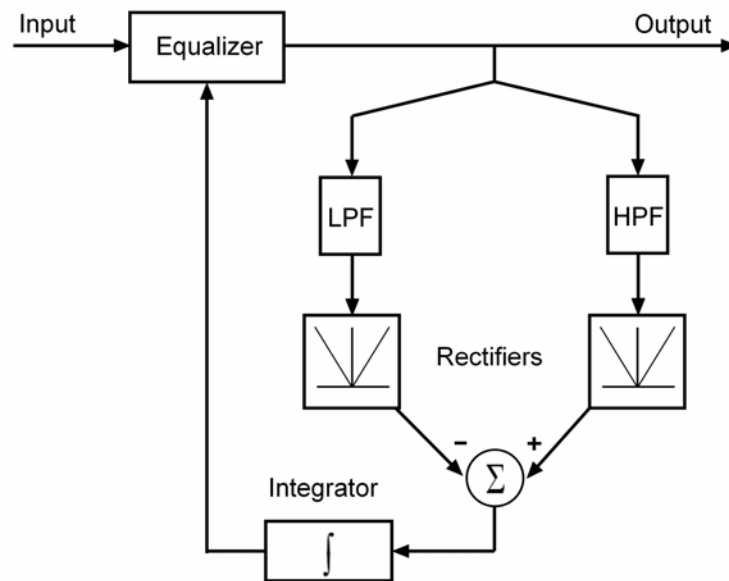 Input
Output
Equalizer
LPF
HPF
Rectifiers
− +
Σ
Integrator
∫